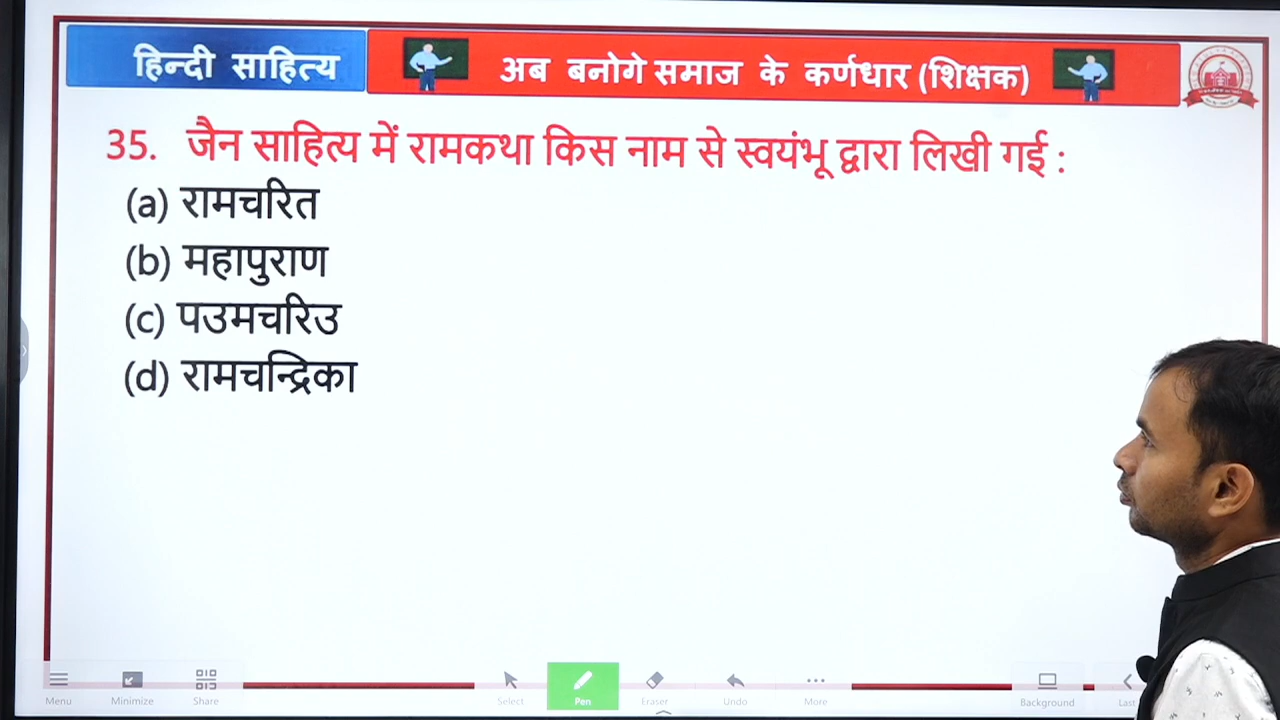 हिन्दी साहित्य
अब बनोगे समाज के कर्णधार (शिक्षक)
35. जैन साहित्य में रामकथा किस नाम से स्वयंभू द्वारा लिखी गई :
(a) रामचरित
(b) महापुराण
(c) पउमचरिउ
(d) रामचन्द्रिका
Menu Minimize Share Select Pen Eraser Undo More Background Last